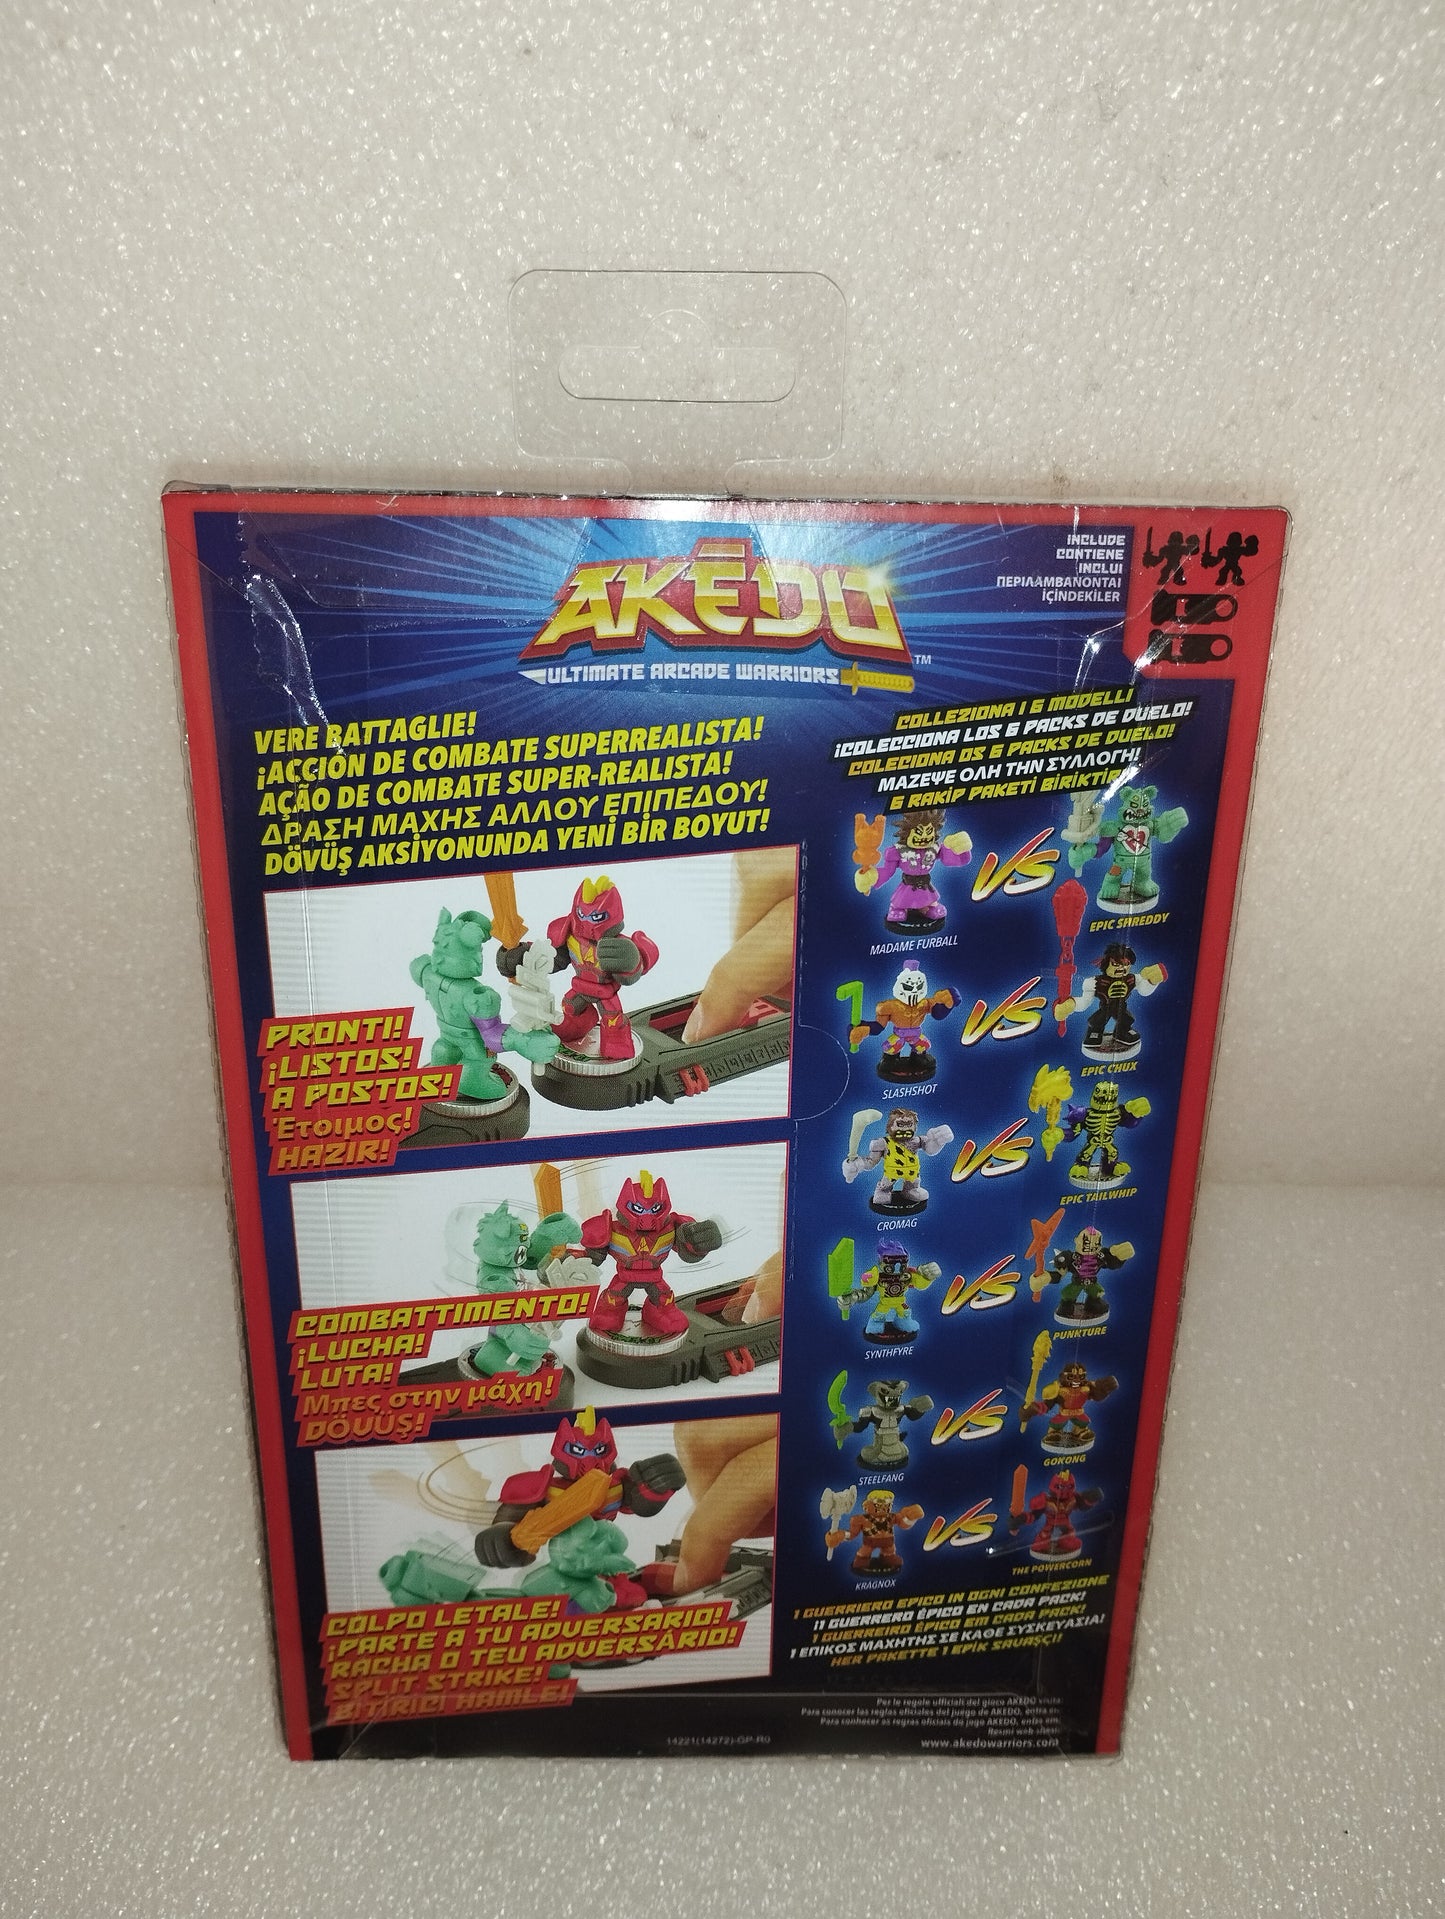 AKEDO
TM
ULTIMATE ARCADE WARRIORS
INCLUDE
CONTIENE
INCLUI
ΠΕΡΙΛΑΜΒΑΝΟΝΤΑΙ
İÇİNDEKİLER
VERE BATTAGLIE!
¡ACCIÓN DE COMBATE SUPERREALISTA!
AÇÃO DE COMBATE SUPER-REALISTA!
ΔΡΑΣΗ ΜΑΧΗΣ ΑΛΛΟΥ ΕΠΙΠΕΔΟΥ!
DÖVÜŞ AKSİYONUNDA YENİ BİR BOYUT!
COLLEZIONA I 6 MODELLI
¡COLECCIONA LOS 6 PACKS DE DUELO!
COLECIONA OS 6 PACKS DE DUELO!
ΜΑΖΕΨΕ ΟΛΗ ΤΗΝ ΣΥΛΛΟΓΗ!
6 RAKİP PAKETİ BİRİKTİR
PRONTI!
¡LISTOS!
A POSTOS!
Έτοιμος!
HAZIR!
COMBATTIMENTO!
¡LUCHA!
LUTA!
Μπες στην μάχη!
DÖVÜŞ!
COLPO LETALE!
¡PARTE A TU ADVERSARIO!
RACHA O TEU ADVERSÁRIO!
SPLIT STRIKE!
BİTİRİCİ HAMLE!
VS
MADAME FURBALL
EPIC SHREDDY
VS
SLASHSHOT
EPIC CHUX
VS
CROMAG
EPIC TAILWHIP
VS
SYNTHFYRE
PUNKTURE
VS
STEELFANG
GOKONG
VS
KRAGNOX
THE POWERCORN
1 GUERRIERO EPICO IN OGNI CONFEZIONE
¡1 GUERRERO ÉPICO EN CADA PACK!
1 GUERREIRO ÉPICO EM CADA PACK!
1 ΕΠΙΚΟΣ ΜΑΧΗΤΗΣ ΣΕ ΚΑΘΕ ΣΥΣΚΕΥΑΣΙΑ!
HER PAKETTE 1 EPİK SAVAŞÇI!
Per le regole ufficiali del gioco AKEDO visita:
Para conocer las reglas oficiales del juego de AKEDO, entra en
Para conhecer as regras oficiais do jogo AKEDO, entra em
Resmi web sitesi
www.akedowarriors.com
14221(14272)-GP-R0